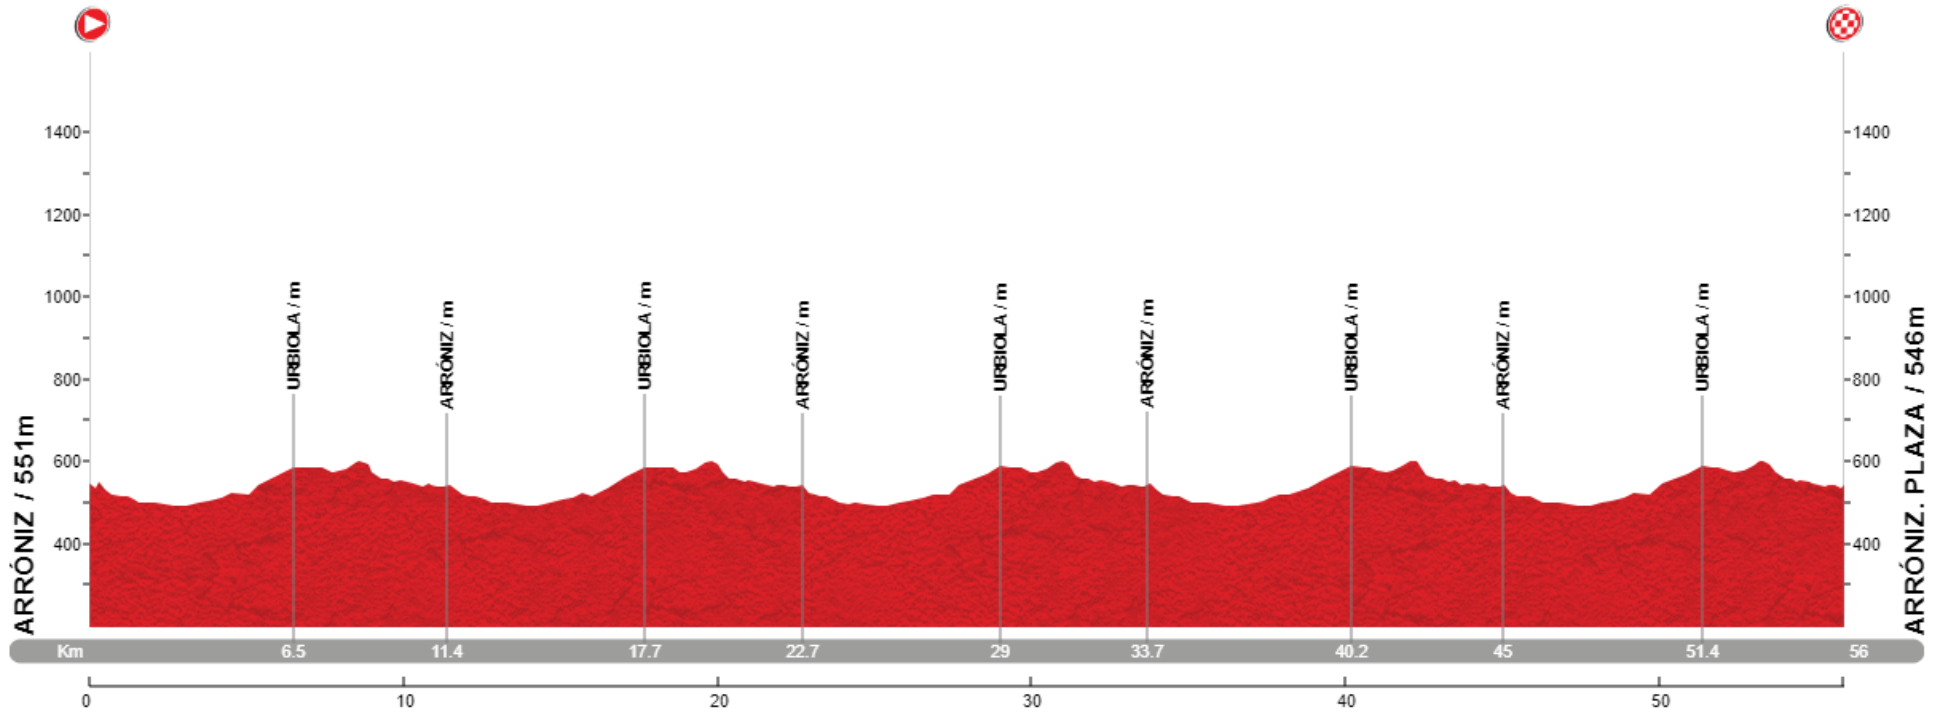 1400
1200
1000
800
600
400
1400
1200
1000
800
600
400
ARRÓNIZ / 551m
URBIOLA / m
ARRÓNIZ / m
URBIOLA / m
ARRÓNIZ / m
URBIOLA / m
ARRÓNIZ / m
URBIOLA / m
ARRÓNIZ / m
URBIOLA / m
ARRÓNIZ. PLAZA / 546m
Km 6.5 11.4 17.7 22.7 29 33.7 40.2 45 51.4 56
0 10 20 30 40 50